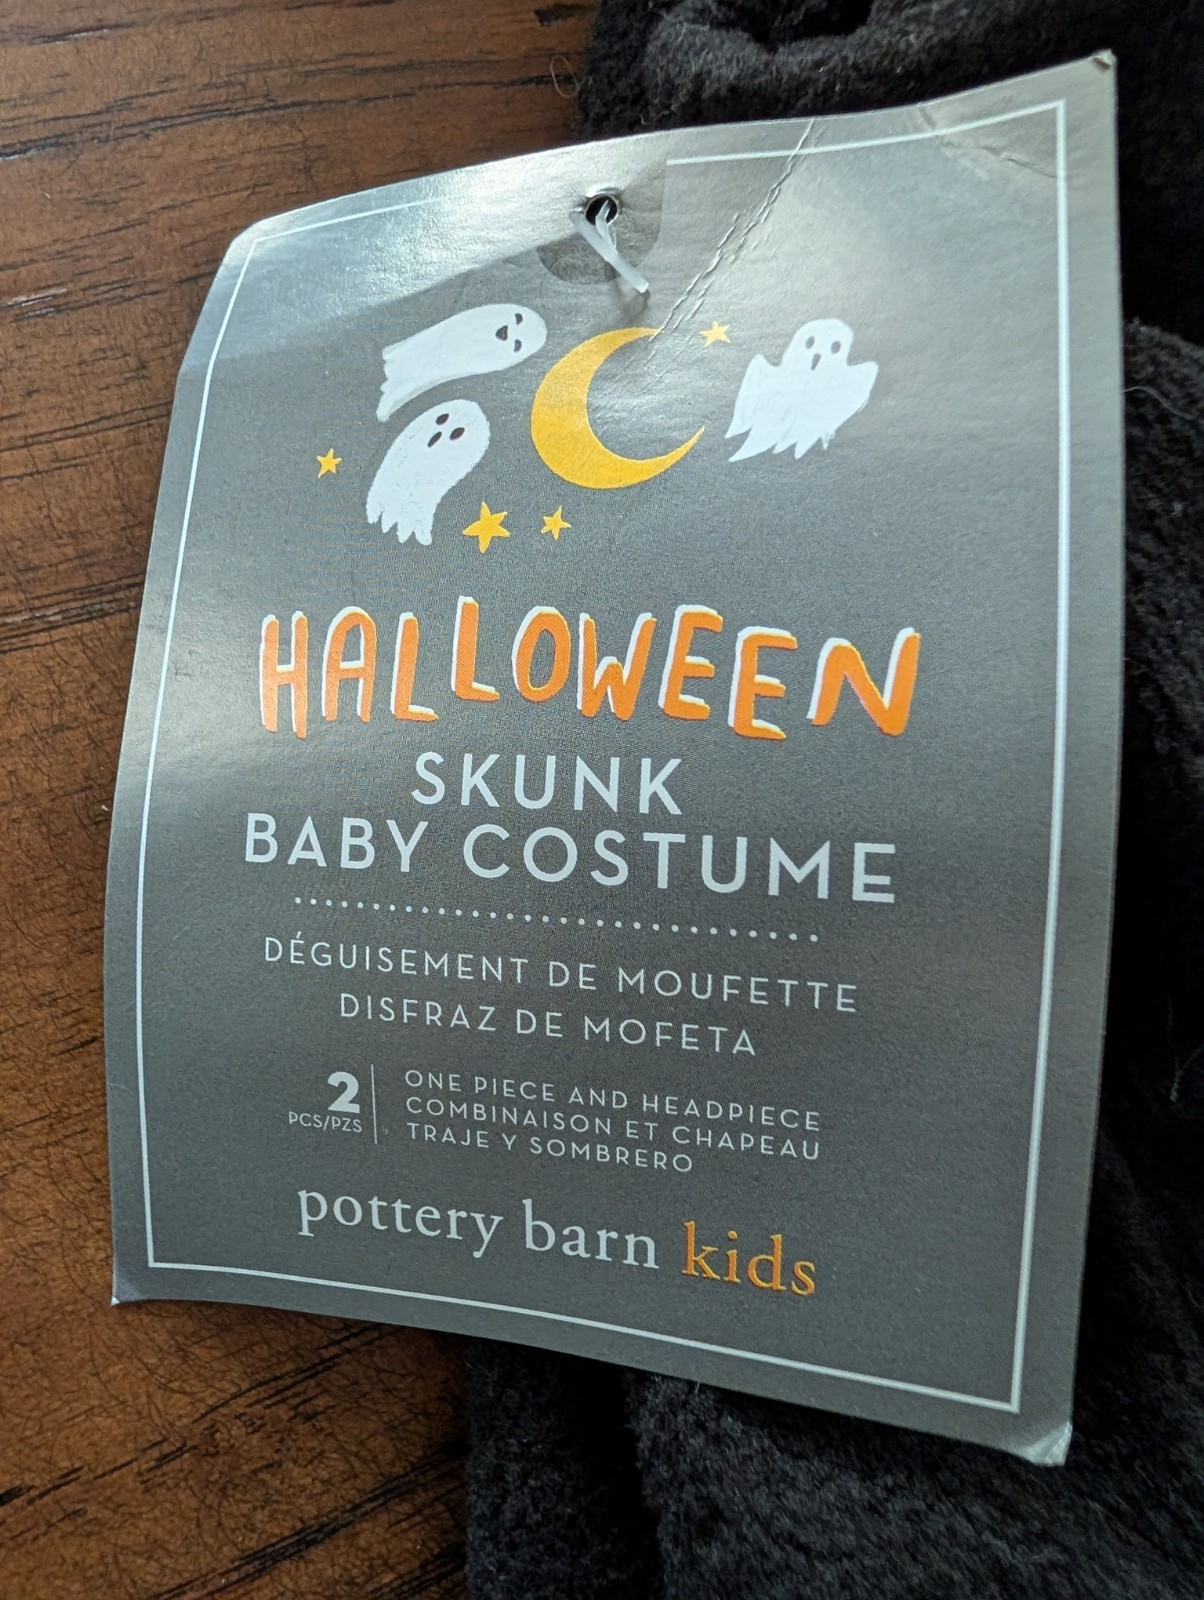 HALLOWEEN
SKUNK
BABY COSTUME
DÉGUISEMENT DE MOUFETTE
DISFRAZ DE MOFETA
2
PCS/PZS
ONE PIECE AND HEADPIECE
COMBINAISON ET CHAPEAU
TRAJE Y SOMBRERO
pottery barn kids